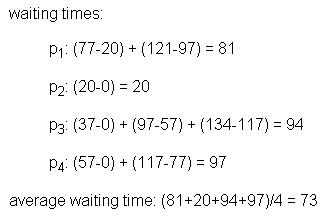 waiting times:
p₁: (77-20) + (121-97) = 81
p₂: (20-0) = 20
p₃: (37-0) + (97-57) + (134-117) = 94
p₄: (57-0) + (117-77) = 97
average waiting time: (81+20+94+97)/4 = 73